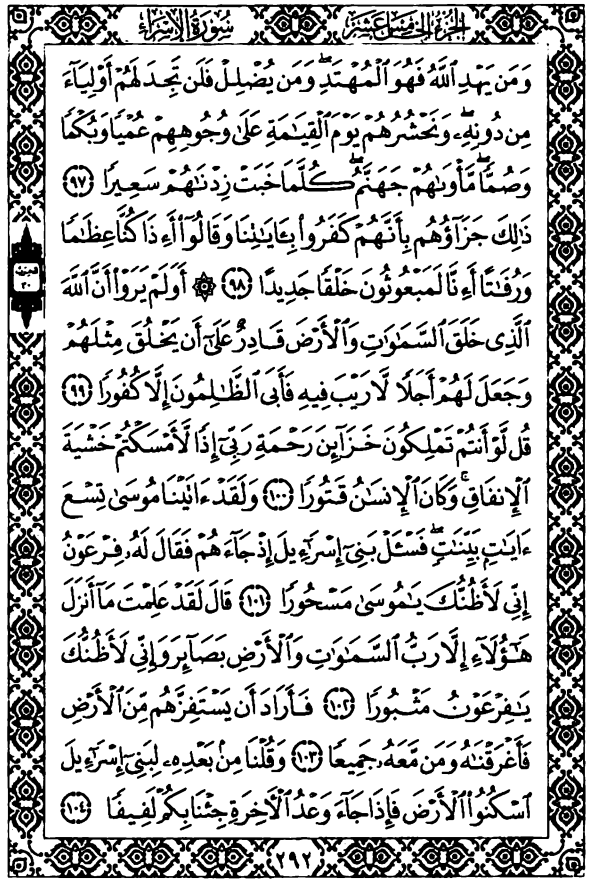 الجزء الخامس عشر
سورة الإسراء
وَمَن يَهْدِ ٱللَّهُ فَهُوَ ٱلْمُهْتَدِ ۖ وَمَن يُضْلِلْ فَلَن تَجِدَ لَهُمْ أَوْلِيَآءَ
مِن دُونِهِۦ ۖ وَنَحْشُرُهُمْ يَوْمَ ٱلْقِيَـٰمَةِ عَلَىٰ وُجُوهِهِمْ عُمْيًا وَبُكْمًا
وَصُمًّا ۖ مَّأْوَىٰهُمْ جَهَنَّمُ ۖ كُلَّمَا خَبَتْ زِدْنَـٰهُمْ سَعِيرًا ٩٧
ذَٰلِكَ جَزَآؤُهُم بِأَنَّهُمْ كَفَرُوا۟ بِـَٔايَـٰتِنَا وَقَالُوٓا۟ أَءِذَا كُنَّا عِظَـٰمًا
وَرُفَـٰتًا أَءِنَّا لَمَبْعُوثُونَ خَلْقًا جَدِيدًا ٩٨ ۞ أَوَلَمْ يَرَوْا۟ أَنَّ ٱللَّهَ
ٱلَّذِى خَلَقَ ٱلسَّمَـٰوَٰتِ وَٱلْأَرْضَ قَادِرٌ عَلَىٰٓ أَن يَخْلُقَ مِثْلَهُمْ
وَجَعَلَ لَهُمْ أَجَلًا لَّا رَيْبَ فِيهِ فَأَبَى ٱلظَّـٰلِمُونَ إِلَّا كُفُورًا ٩٩
قُل لَّوْ أَنتُمْ تَمْلِكُونَ خَزَآئِنَ رَحْمَةِ رَبِّىٓ إِذًا لَّأَمْسَكْتُمْ خَشْيَةَ
ٱلْإِنفَاقِ ۚ وَكَانَ ٱلْإِنسَـٰنُ قَتُورًا ١٠٠ وَلَقَدْ ءَاتَيْنَا مُوسَىٰ تِسْعَ
ءَايَـٰتٍۭ بَيِّنَـٰتٍ ۖ فَسْـَٔلْ بَنِىٓ إِسْرَٰٓءِيلَ إِذْ جَآءَهُمْ فَقَالَ لَهُۥ فِرْعَوْنُ
إِنِّى لَأَظُنُّكَ يَـٰمُوسَىٰ مَسْحُورًا ١٠١ قَالَ لَقَدْ عَلِمْتَ مَآ أَنزَلَ
هَـٰٓؤُلَآءِ إِلَّا رَبُّ ٱلسَّمَـٰوَٰتِ وَٱلْأَرْضِ بَصَآئِرَ وَإِنِّى لَأَظُنُّكَ
يَـٰفِرْعَوْنُ مَثْبُورًا ١٠٢ فَأَرَادَ أَن يَسْتَفِزَّهُم مِّنَ ٱلْأَرْضِ
فَأَغْرَقْنَـٰهُ وَمَن مَّعَهُۥ جَمِيعًا ١٠٣ وَقُلْنَا مِنۢ بَعْدِهِۦ لِبَنِىٓ إِسْرَٰٓءِيلَ
ٱسْكُنُوا۟ ٱلْأَرْضَ فَإِذَا جَآءَ وَعْدُ ٱلْـَٔاخِرَةِ جِئْنَا بِكُمْ لَفِيفًا ١٠٤
٢٩٢